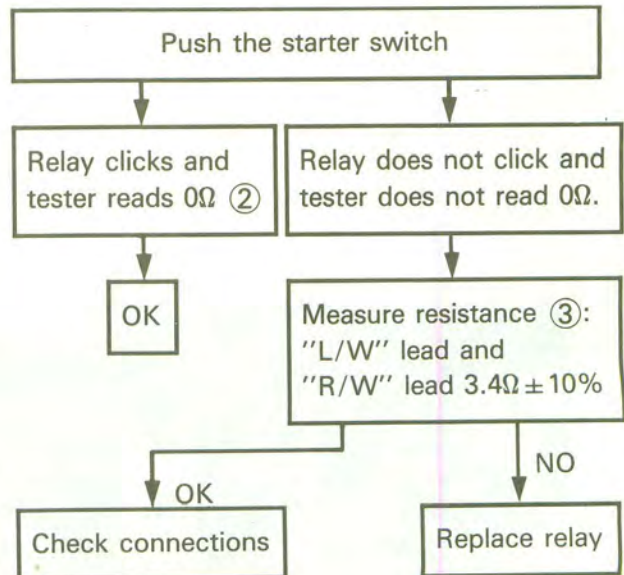 Push the starter switch
Relay clicks and
tester reads 0Ω ②
Relay does not click and
tester does not read 0Ω.
OK
Measure resistance ③:
"L/W" lead and
"R/W" lead 3.4Ω ± 10%
OK
NO
Check connections
Replace relay